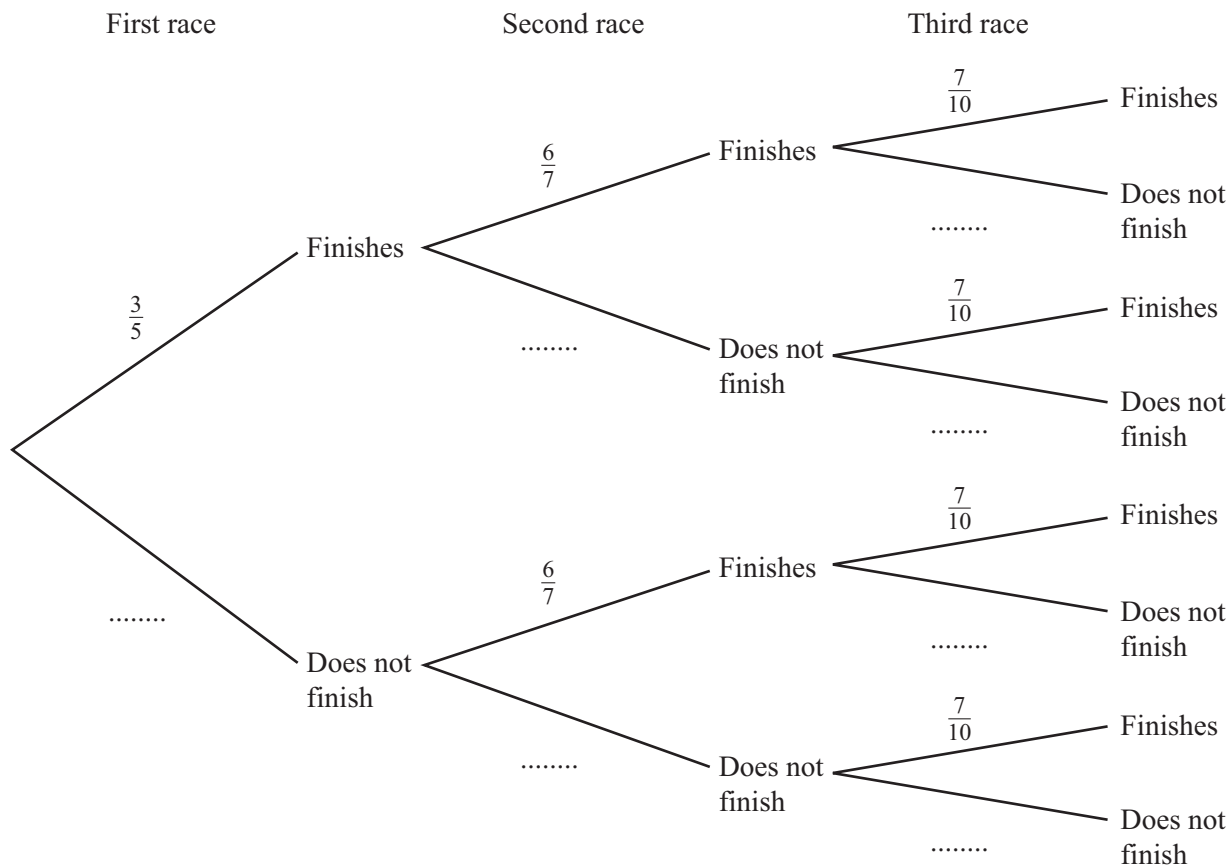 First race Second race Third race
7
10
Finishes
Finishes
6
7
Does not
finish
........
Finishes
3
5
7
10
Finishes
........
Does not
finish
Does not
finish
........
7
10
Finishes
Finishes
6
7
........
Does not
finish
........
Does not
finish
7
10
Finishes
........
Does not
finish
Does not
finish
........